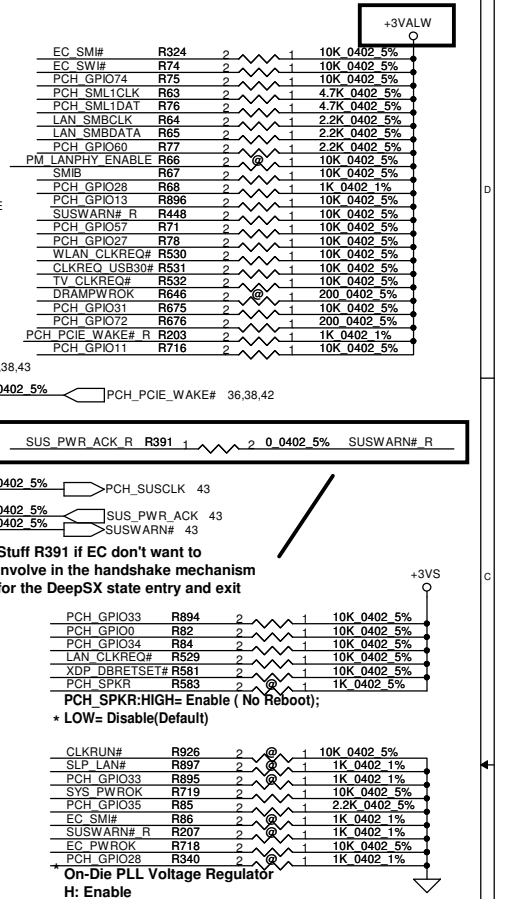 +3VALW
EC_SMI# R324 2 1 10K_0402_5%
EC_SWI# R74 2 1 10K_0402_5%
PCH_GPIO74 R75 2 1 10K_0402_5%
PCH_SML1CLK R63 2 1 4.7K_0402_5%
PCH_SML1DAT R76 2 1 4.7K_0402_5%
LAN_SMBCLK R64 2 1 2.2K_0402_5%
LAN_SMBDATA R65 2 1 2.2K_0402_5%
PCH_GPIO60 R77 2 1 2.2K_0402_5%
PM_LANPHY_ENABLE R66 2 @ 1 10K_0402_5%
SMIB R67 2 1 10K_0402_5%
PCH_GPIO28 R68 2 1 1K_0402_1%
PCH_GPIO13 R896 2 1 10K_0402_5%
E
SUSWARN#_R R448 2 1 10K_0402_5%
PCH_GPIO57 R71 2 1 10K_0402_5%
PCH_GPIO27 R78 2 1 10K_0402_5%
WLAN_CLKREQ# R530 2 1 10K_0402_5%
CLKREQ_USB30# R531 2 1 10K_0402_5%
TV_CLKREQ# R532 2 1 10K_0402_5%
DRAMPWROK R646 2 @ 1 200_0402_5%
PCH_GPIO31 R675 2 1 10K_0402_5%
PCH_GPIO72 R676 2 1 200_0402_5%
PCH_PCIE_WAKE#_R R203 2 1 1K_0402_1%
PCH_GPIO11 R716 2 1 10K_0402_5%
D
38,43
0402_5% PCH_PCIE_WAKE# 36,38,42
SUS_PWR_ACK_R R391 1 2 0_0402_5% SUSWARN#_R
0402_5% PCH_SUSCLK 43
0402_5% SUS_PWR_ACK 43
0402_5% SUSWARN# 43
Stuff R391 if EC don't want to
involve in the handshake mechanism
for the DeepSX state entry and exit
C
+3VS
PCH_GPIO33 R894 2 1 10K_0402_5%
PCH_GPIO0 R82 2 1 10K_0402_5%
PCH_GPIO34 R84 2 1 10K_0402_5%
LAN_CLKREQ# R529 2 1 10K_0402_5%
XDP_DBRETSET# R581 2 1 10K_0402_5%
PCH_SPKR R583 2 @ 1 1K_0402_5%
PCH_SPKR:HIGH= Enable ( No Reboot);
* LOW= Disable(Default)
CLKRUN# R926 2 @ 1 10K_0402_5%
SLP_LAN# R897 2 @ 1 1K_0402_1%
PCH_GPIO33 R895 2 @ 1 1K_0402_1%
SYS_PWROK R719 2 1 10K_0402_5%
PCH_GPIO35 R85 2 1 2.2K_0402_5%
EC_SMI# R86 2 @ 1 1K_0402_1%
SUSWARN#_R R207 2 @ 1 1K_0402_1%
EC_PWROK R718 2 1 10K_0402_5%
PCH_GPIO28 R340 2 @ 1 1K_0402_1%
* On-Die PLL Voltage Regulator
H: Enable